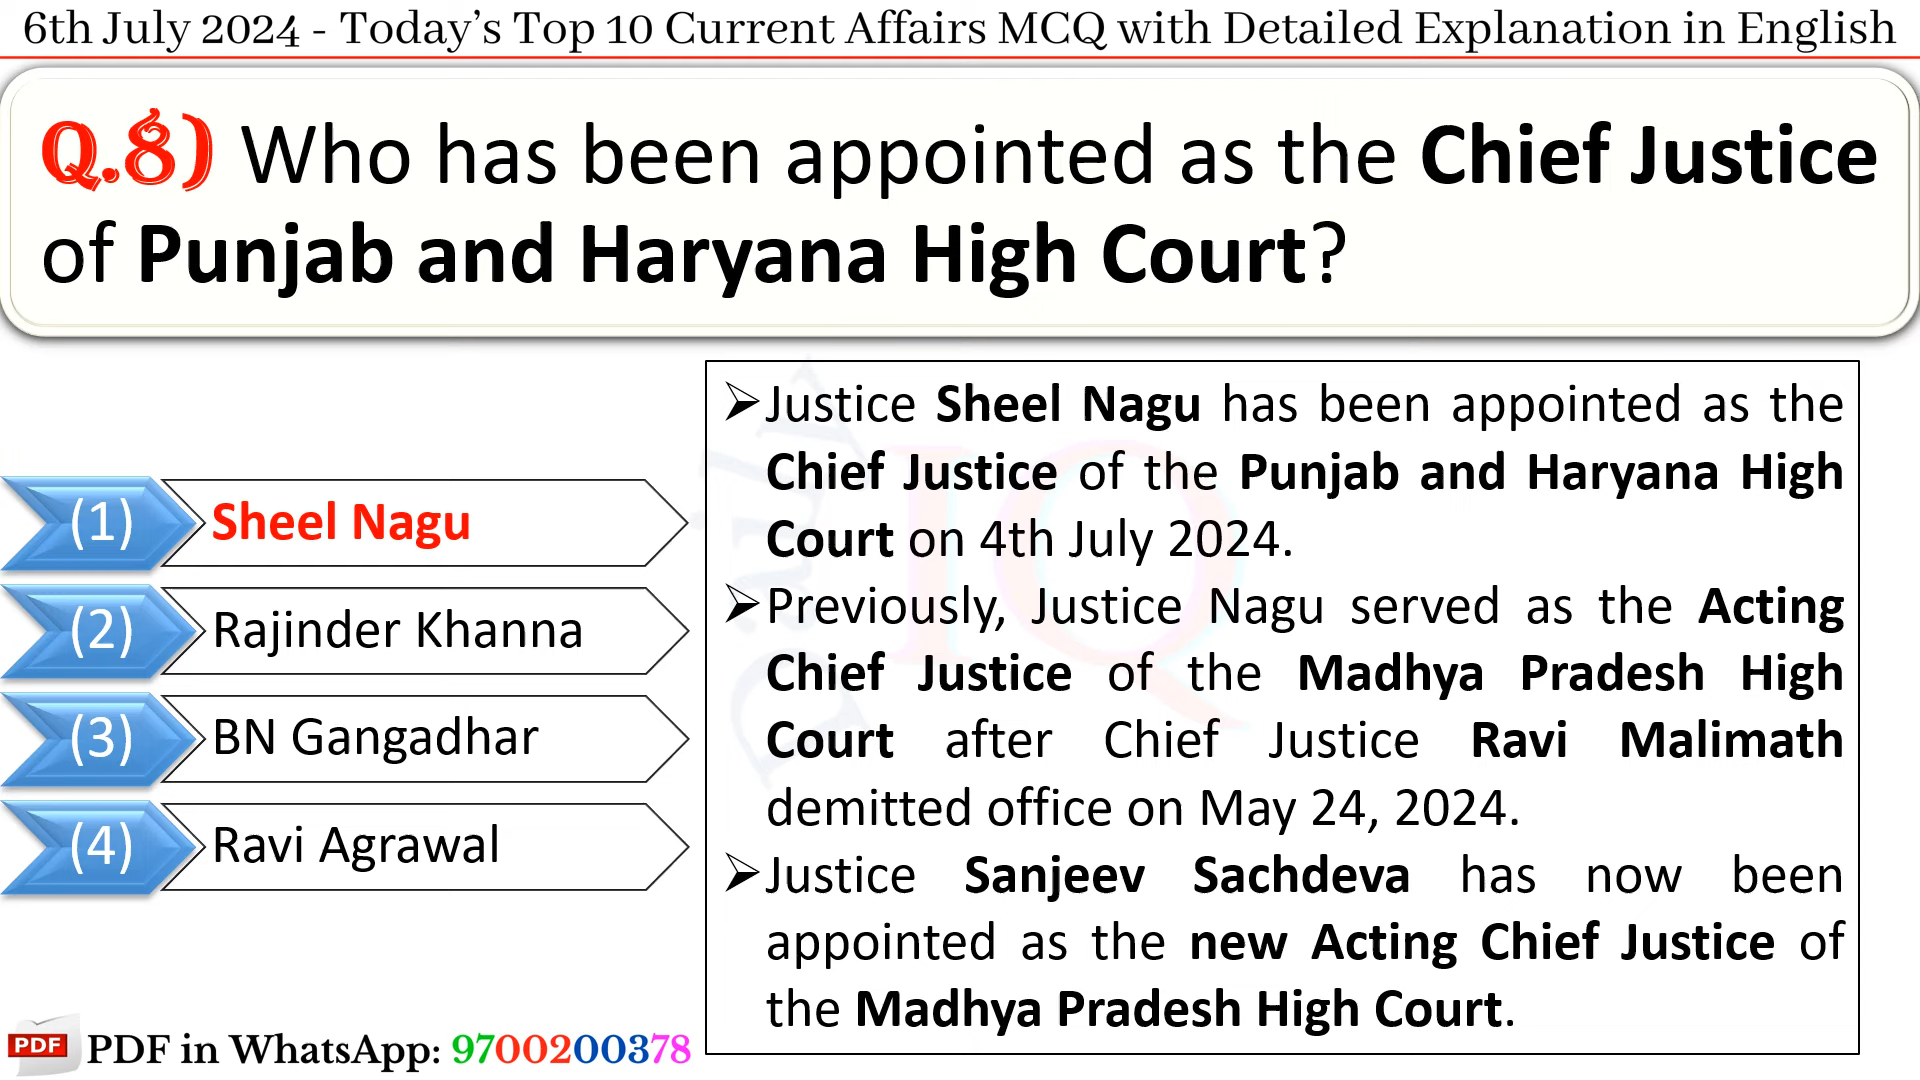 6th July 2024 - Today’s Top 10 Current Affairs MCQ with Detailed Explanation in English
Q.8) Who has been appointed as the Chief Justice
of Punjab and Haryana High Court?
(1) Sheel Nagu
(2) Rajinder Khanna
(3) BN Gangadhar
(4) Ravi Agrawal
➢Justice Sheel Nagu has been appointed as the
Chief Justice of the Punjab and Haryana High
Court on 4th July 2024.
➢Previously, Justice Nagu served as the Acting
Chief Justice of the Madhya Pradesh High
Court after Chief Justice Ravi Malimath
demitted office on May 24, 2024.
➢Justice Sanjeev Sachdeva has now been
appointed as the new Acting Chief Justice of
the Madhya Pradesh High Court.
Daily IQ
PDF PDF in WhatsApp: 9700200378